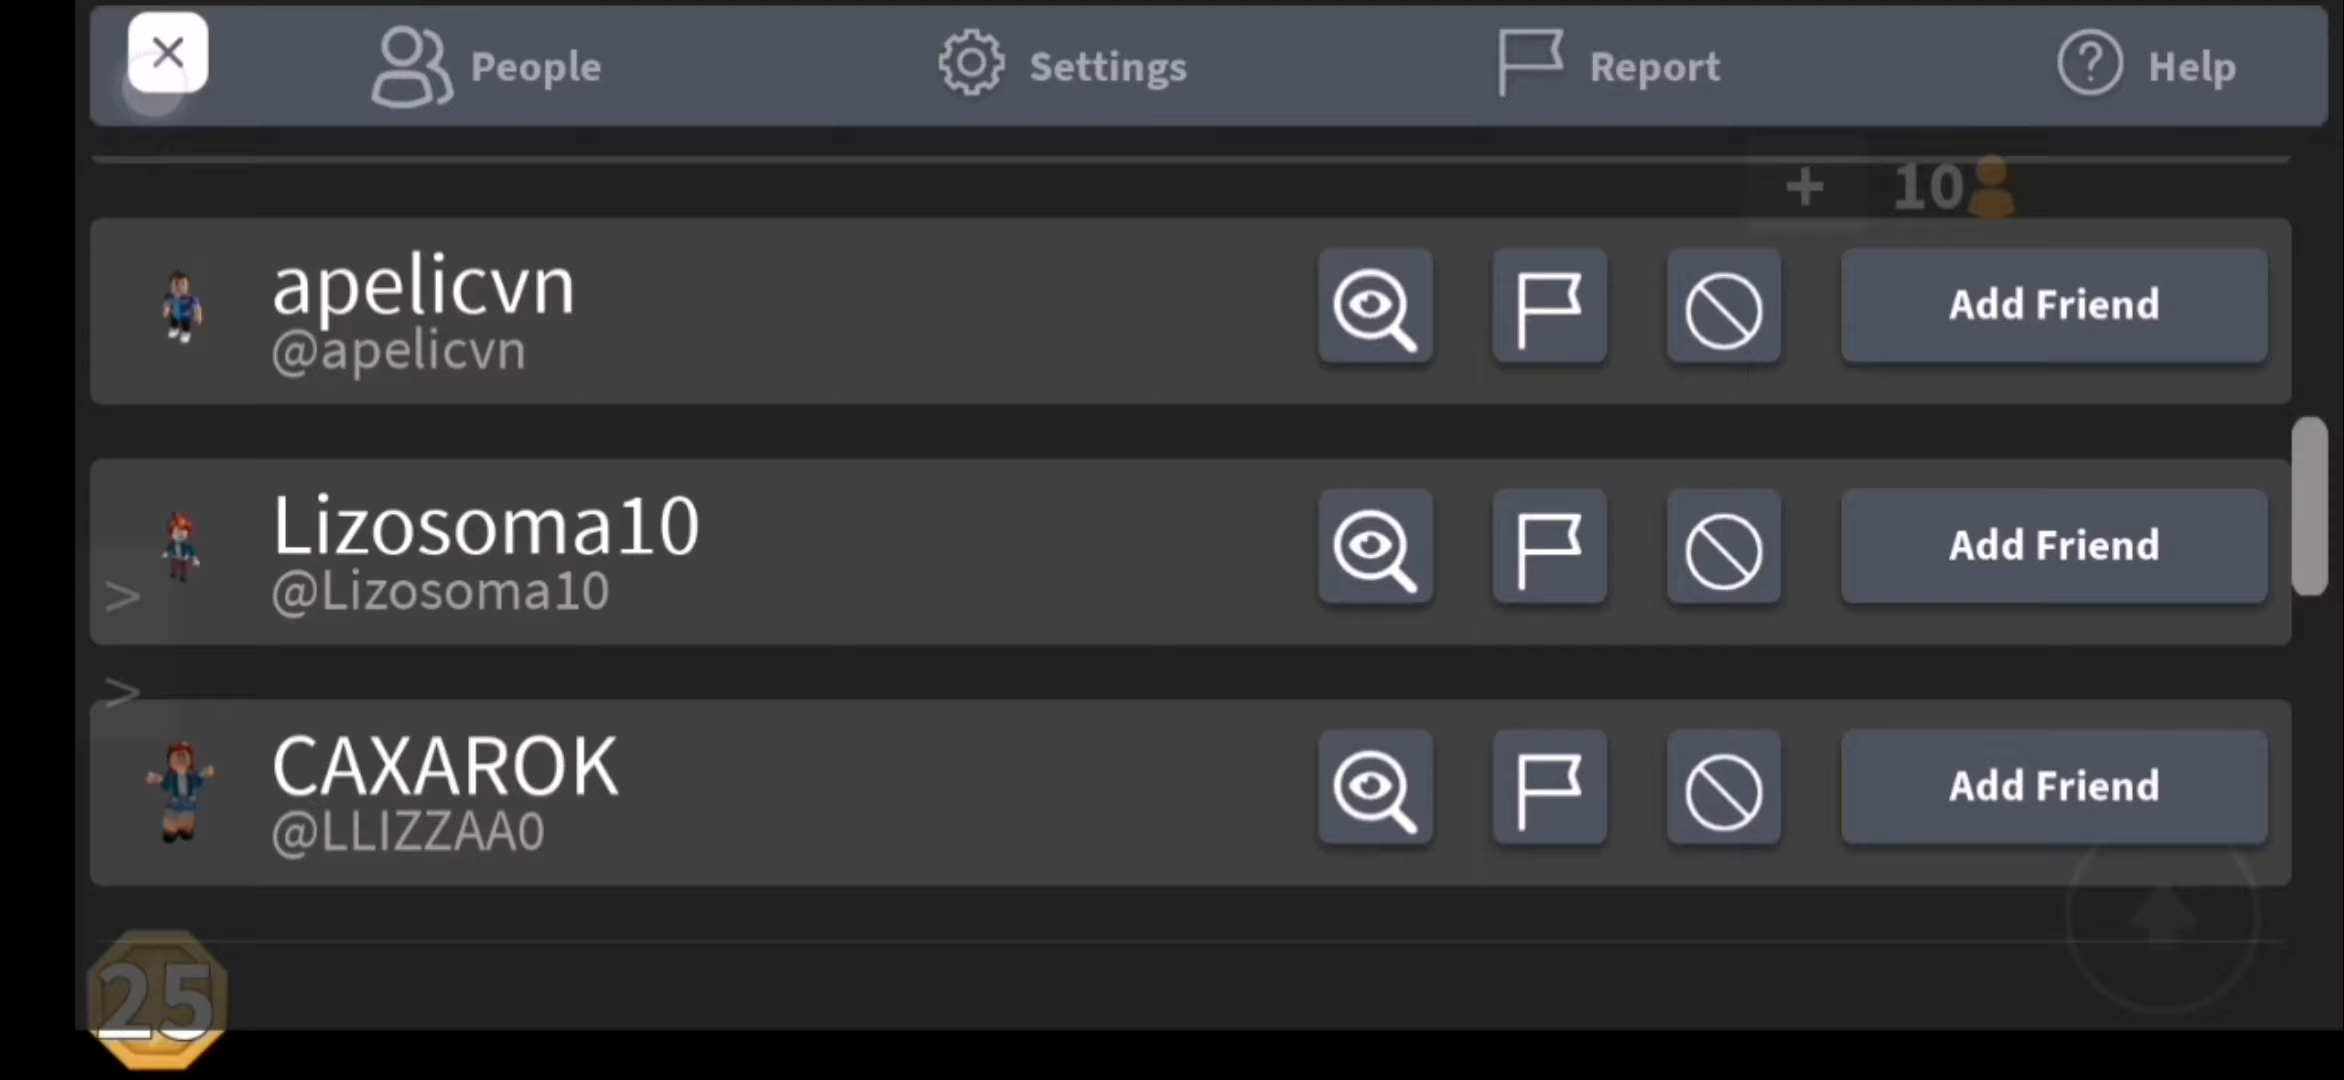 People
Settings
Report
Help
+ 10
apelicvn
@apelicvn
Add Friend
Lizosoma10
@Lizosoma10
Add Friend
>
>
CAXAROK
@LLIZZAA0
Add Friend
25